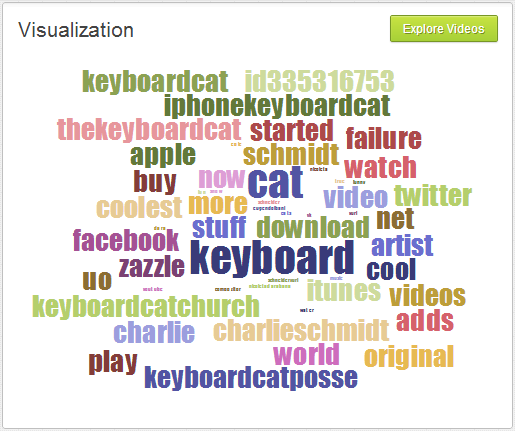 Visualization
Explore Videos
keyboardcat id335316753
iphonekeyboardcat
thekeyboardcat started failure
apple schmidt watch
buy now cat video twitter
coolest more net
stuff download
facebook keyboard artist
zazzle cool
uo itunes videos
keyboardcatchurch adds
charlie charlieschmidt
world original
play
keyboardcatposse